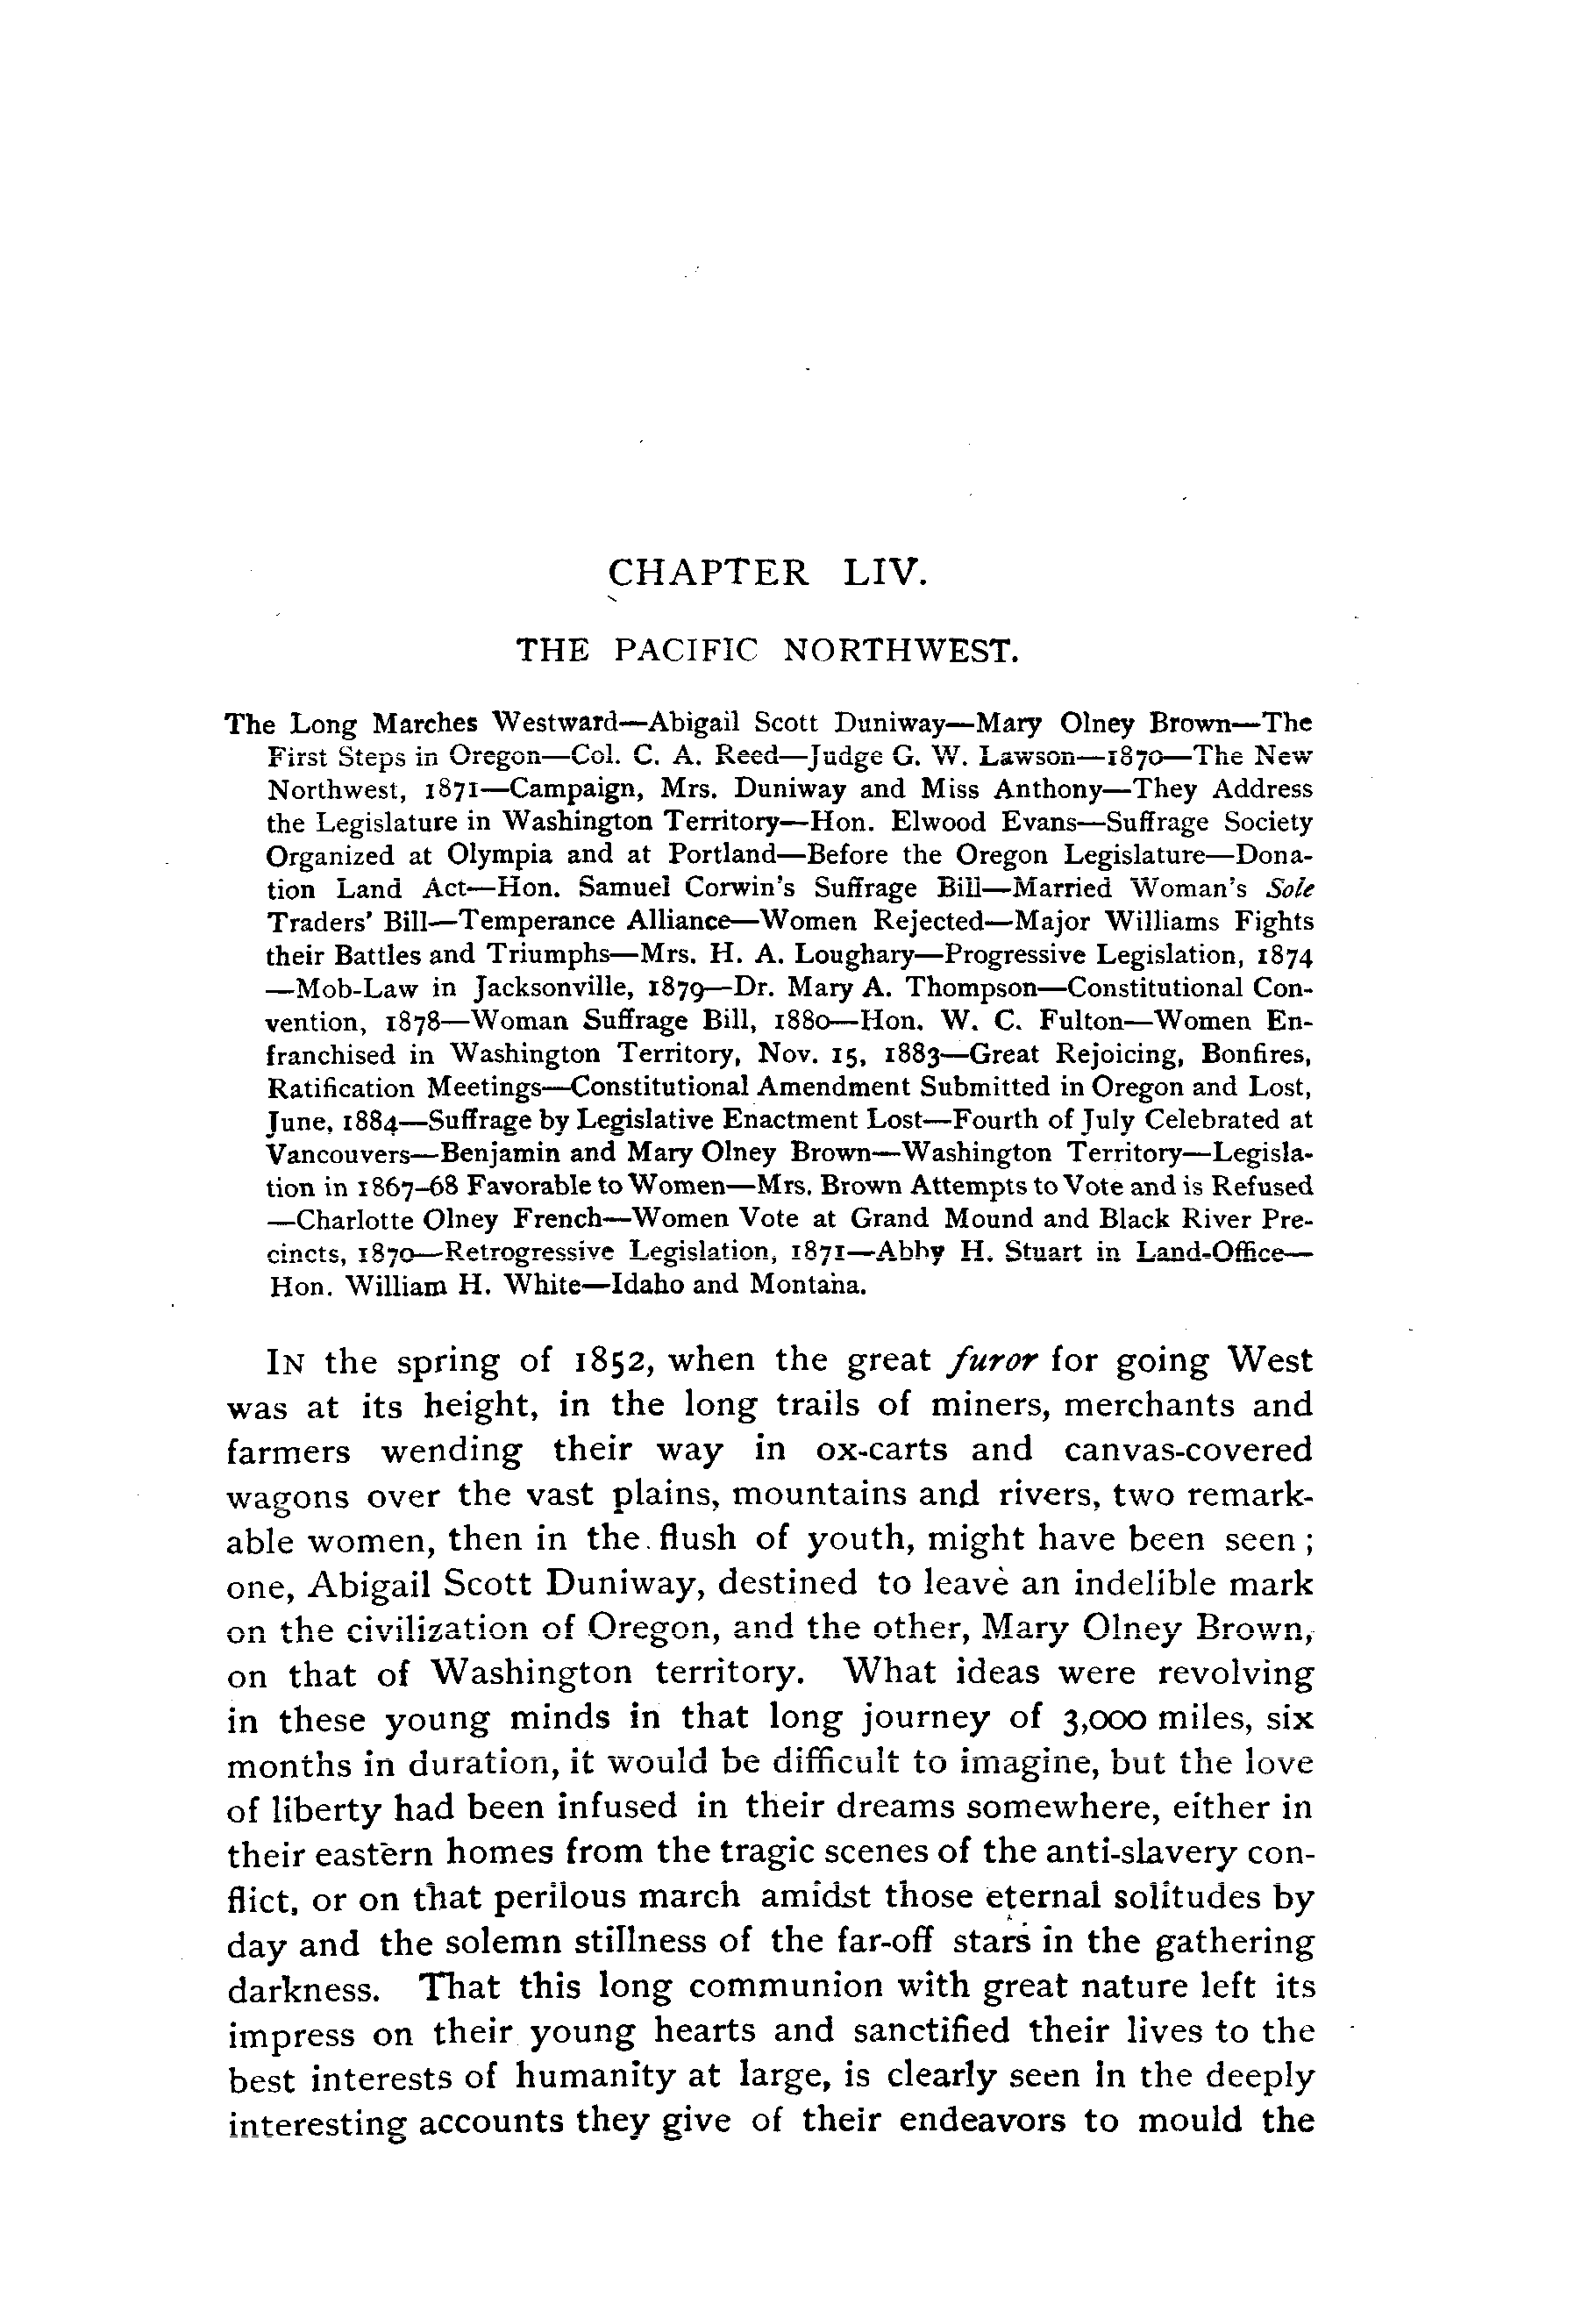 CHAPTER LIV.
THE PACIFIC NORTHWEST.
The Long Marches Westward—Abigail Scott Duniway—Mary Olney Brown—The
First Steps in Oregon—Col. C. A. Reed—Judge G. W. Lawson—1870—The New
Northwest, 1871—Campaign, Mrs. Duniway and Miss Anthony—They Address
the Legislature in Washington Territory—Hon. Elwood Evans—Suffrage Society
Organized at Olympia and at Portland—Before the Oregon Legislature—Dona-
tion Land Act—Hon. Samuel Corwin's Suffrage Bill—Married Woman's Sole
Traders' Bill—Temperance Alliance—Women Rejected—Major Williams Fights
their Battles and Triumphs—Mrs. H. A. Loughary—Progressive Legislation, 1874
—Mob-Law in Jacksonville, 1879—Dr. Mary A. Thompson—Constitutional Con-
vention, 1878—Woman Suffrage Bill, 1880—Hon. W. C. Fulton—Women En-
franchised in Washington Territory, Nov. 15, 1883—Great Rejoicing, Bonfires,
Ratification Meetings—Constitutional Amendment Submitted in Oregon and Lost,
June, 1884—Suffrage by Legislative Enactment Lost—Fourth of July Celebrated at
Vancouvers—Benjamin and Mary Olney Brown—Washington Territory—Legisla-
tion in 1867–68 Favorable to Women—Mrs. Brown Attempts to Vote and is Refused
—Charlotte Olney French—Women Vote at Grand Mound and Black River Pre-
cincts, 1870—Retrogressive Legislation, 1871—Abby H. Stuart in Land-Office—
Hon. William H. White—Idaho and Montana.
IN the spring of 1852, when the great furor for going West
was at its height, in the long trails of miners, merchants and
farmers wending their way in ox-carts and canvas-covered
wagons over the vast plains, mountains and rivers, two remark-
able women, then in the flush of youth, might have been seen;
one, Abigail Scott Duniway, destined to leave an indelible mark
on the civilization of Oregon, and the other, Mary Olney Brown,
on that of Washington territory. What ideas were revolving
in these young minds in that long journey of 3,000 miles, six
months in duration, it would be difficult to imagine, but the love
of liberty had been infused in their dreams somewhere, either in
their eastern homes from the tragic scenes of the anti-slavery con-
flict, or on that perilous march amidst those eternal solitudes by
day and the solemn stillness of the far-off stars in the gathering
darkness. That this long communion with great nature left its
impress on their young hearts and sanctified their lives to the
best interests of humanity at large, is clearly seen in the deeply
interesting accounts they give of their endeavors to mould the